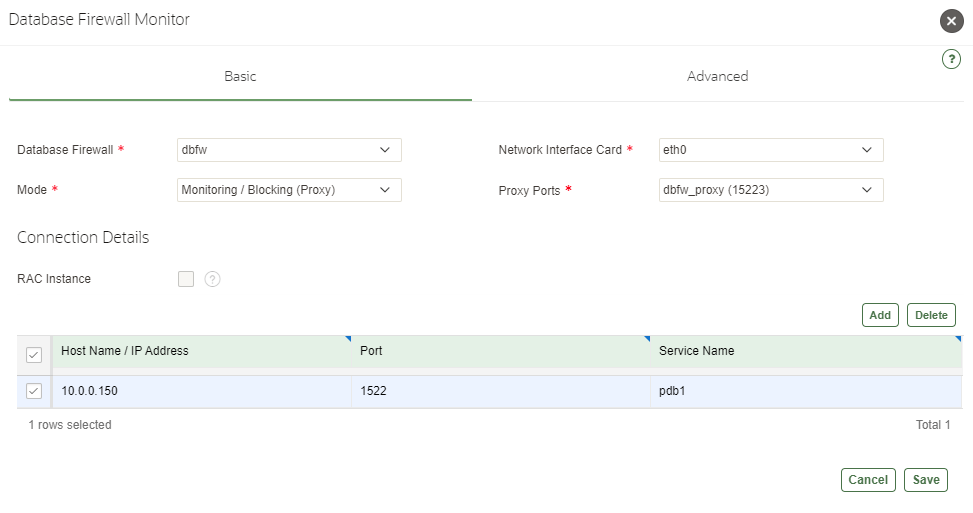 Database Firewall Monitor
?
Basic Advanced
Database Firewall * dbfw Network Interface Card * eth0
Mode * Monitoring / Blocking (Proxy) Proxy Ports * dbfw_proxy (15223)
Connection Details
RAC Instance ?
Add Delete
Host Name / IP Address Port Service Name
10.0.0.150 1522 pdb1
1 rows selected Total 1
Cancel Save